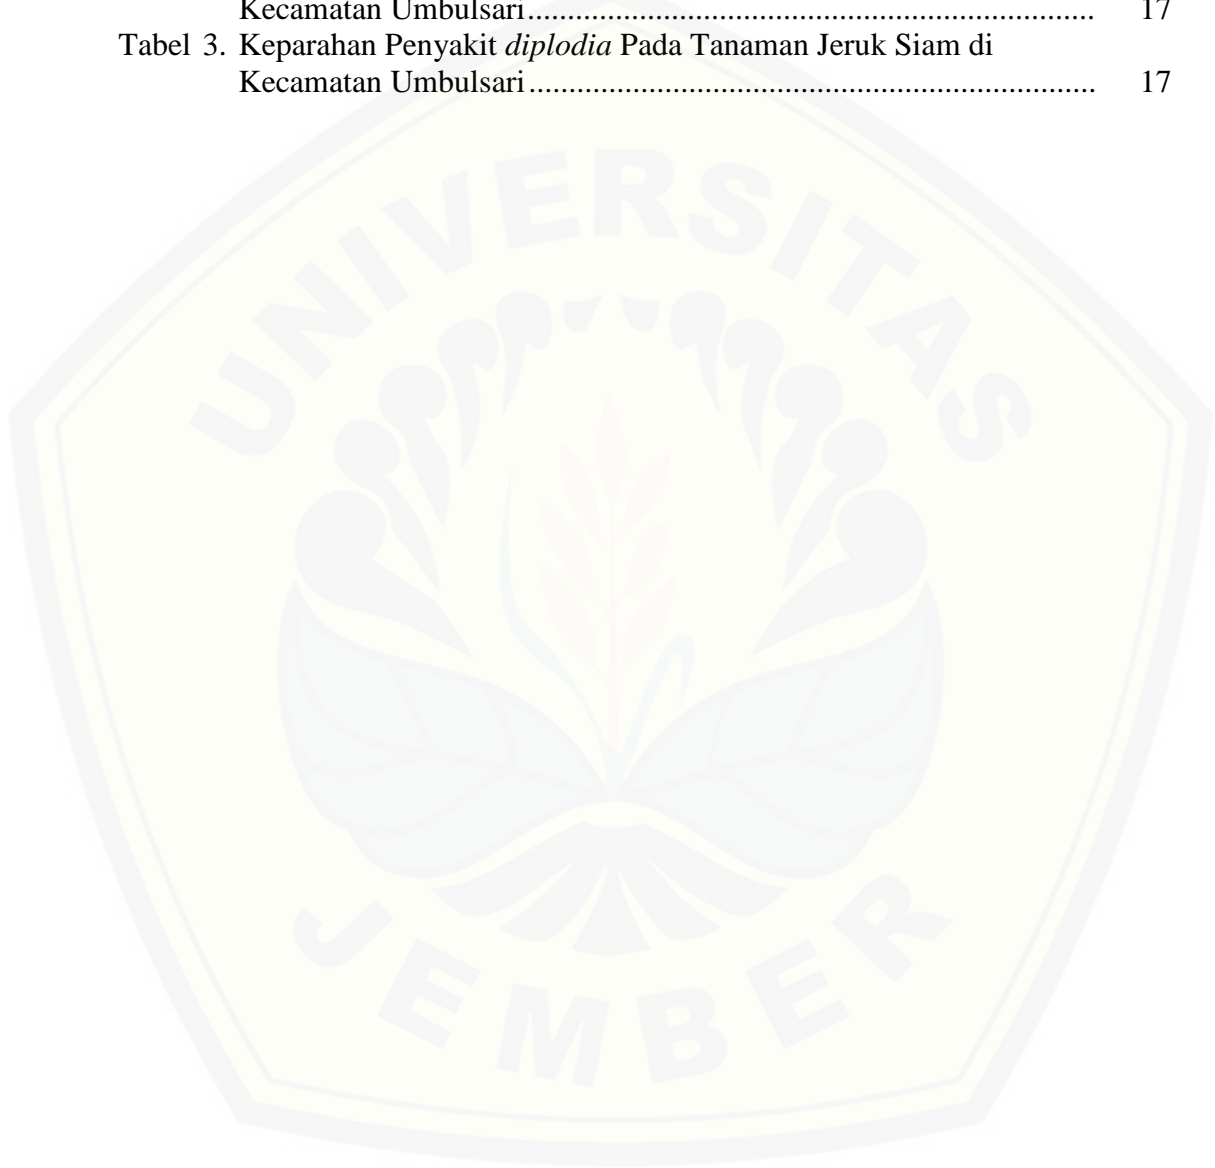 Kecamatan Umbulsari....................................................................... 17
Tabel 3. Keparahan Penyakit diplodia Pada Tanaman Jeruk Siam di
Kecamatan Umbulsari....................................................................... 17
UNIVERSITAS
JEMBER